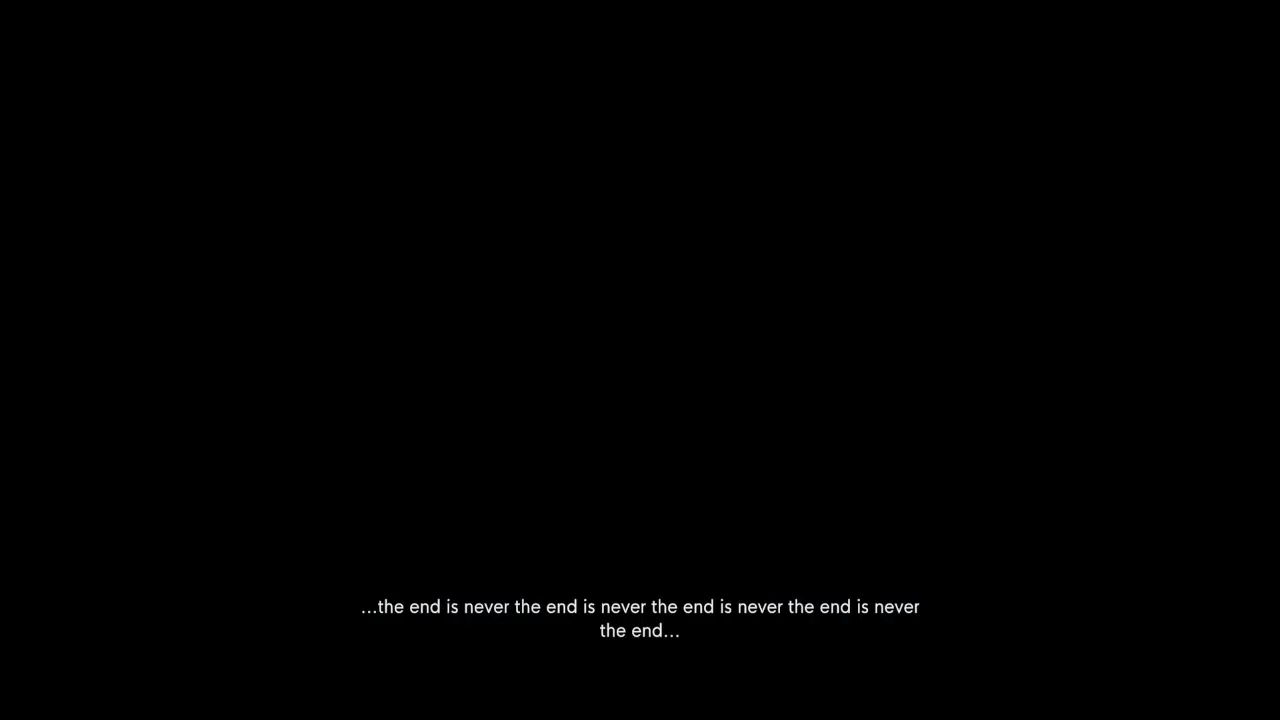 ...the end is never the end is never the end is never the end is never
the end...